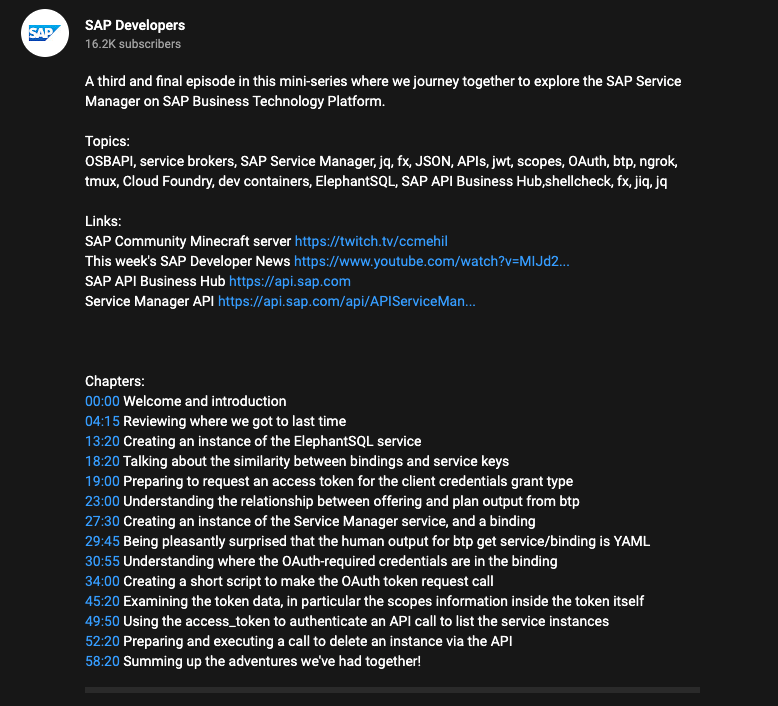 SAP
SAP Developers
16.2K subscribers
A third and final episode in this mini-series where we journey together to explore the SAP Service
Manager on SAP Business Technology Platform.
Topics:
OSBAPI, service brokers, SAP Service Manager, jq, fx, JSON, APIs, jwt, scopes, OAuth, btp, ngrok,
tmux, Cloud Foundry, dev containers, ElephantSQL, SAP API Business Hub,shellcheck, fx, jiq, jq
Links:
SAP Community Minecraft server https://twitch.tv/ccmehil
This week's SAP Developer News https://www.youtube.com/watch?v=MIJd2...
SAP API Business Hub https://api.sap.com
Service Manager API https://api.sap.com/api/APIServiceMan...
Chapters:
00:00 Welcome and introduction
04:15 Reviewing where we got to last time
13:20 Creating an instance of the ElephantSQL service
18:20 Talking about the similarity between bindings and service keys
19:00 Preparing to request an access token for the client credentials grant type
23:00 Understanding the relationship between offering and plan output from btp
27:30 Creating an instance of the Service Manager service, and a binding
29:45 Being pleasantly surprised that the human output for btp get service/binding is YAML
30:55 Understanding where the OAuth-required credentials are in the binding
34:00 Creating a short script to make the OAuth token request call
45:20 Examining the token data, in particular the scopes information inside the token itself
49:50 Using the access_token to authenticate an API call to list the service instances
52:20 Preparing and executing a call to delete an instance via the API
58:20 Summing up the adventures we've had together!